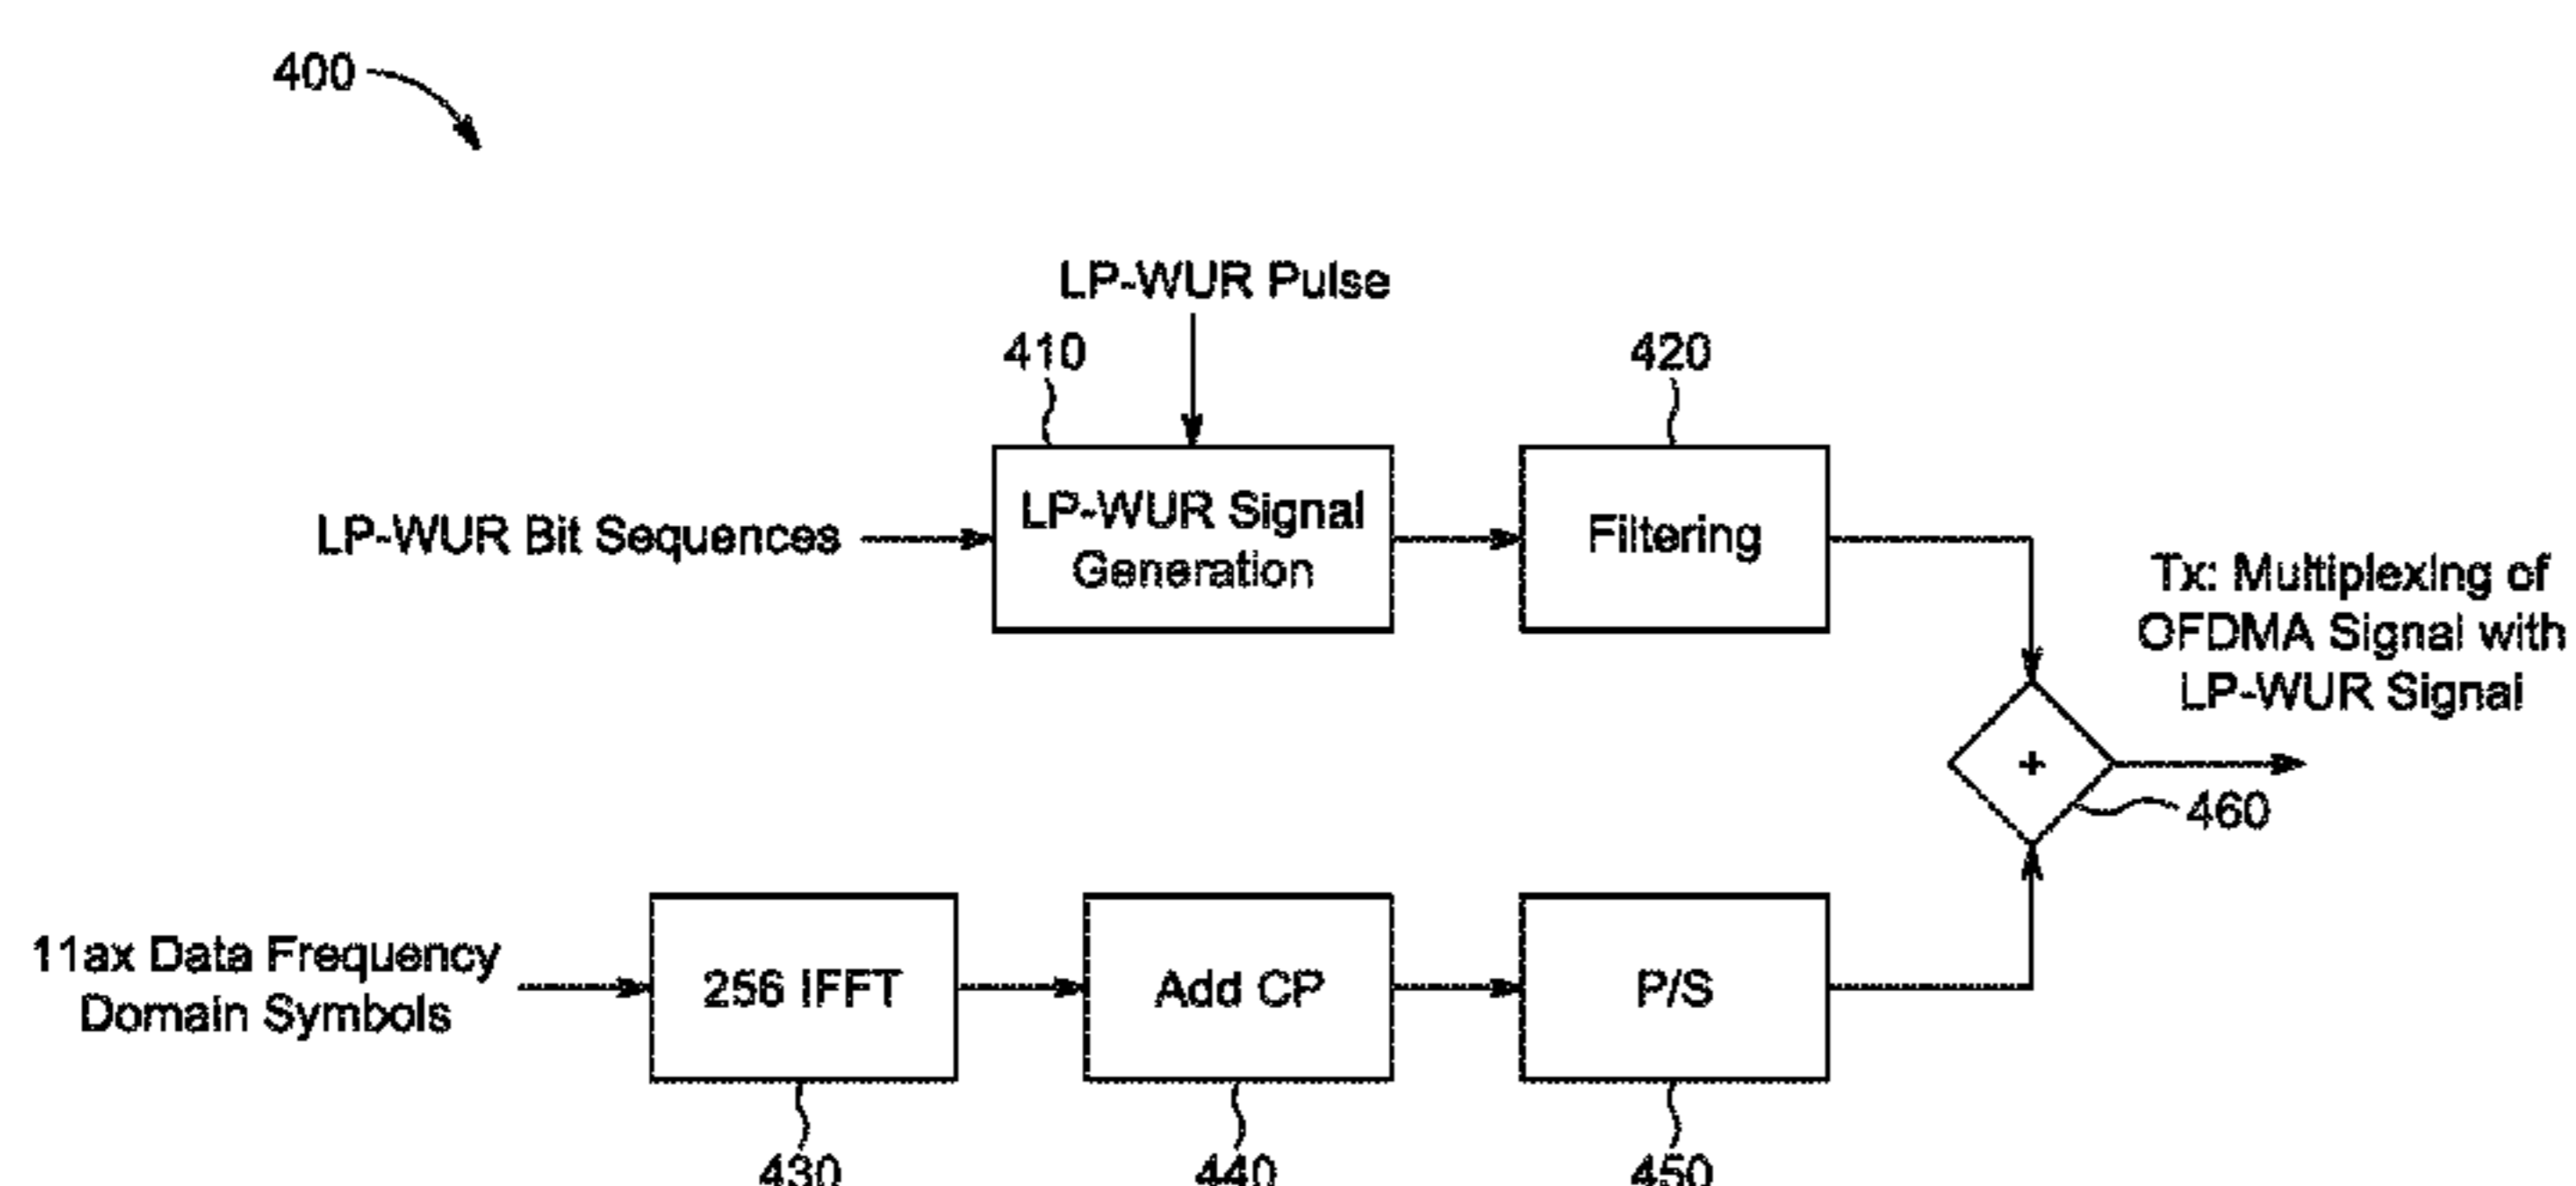 400
LP-WUR Pulse
410
420
LP-WUR Bit Sequences
LP-WUR Signal
Generation
Filtering
Tx: Multiplexing of
OFDMA Signal with
LP-WUR Signal
+
460
11ax Data Frequency
Domain Symbols
256 IFFT
Add CP
P/S
430
440
450